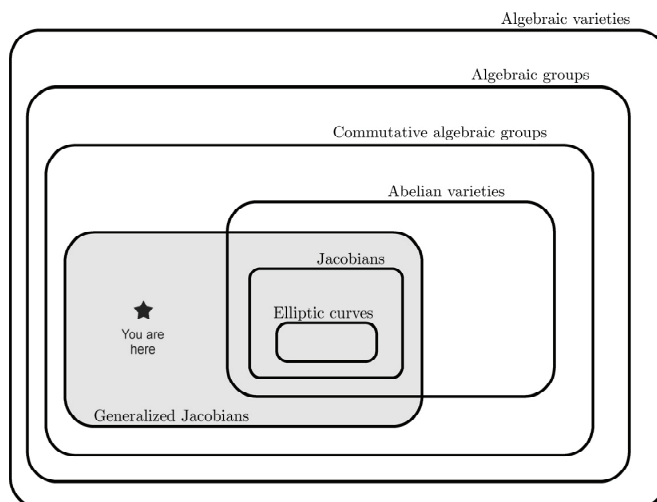 Algebraic varieties
Algebraic groups
Commutative algebraic groups
Abelian varieties
Jacobians
Elliptic curves
You are
here
Generalized Jacobians